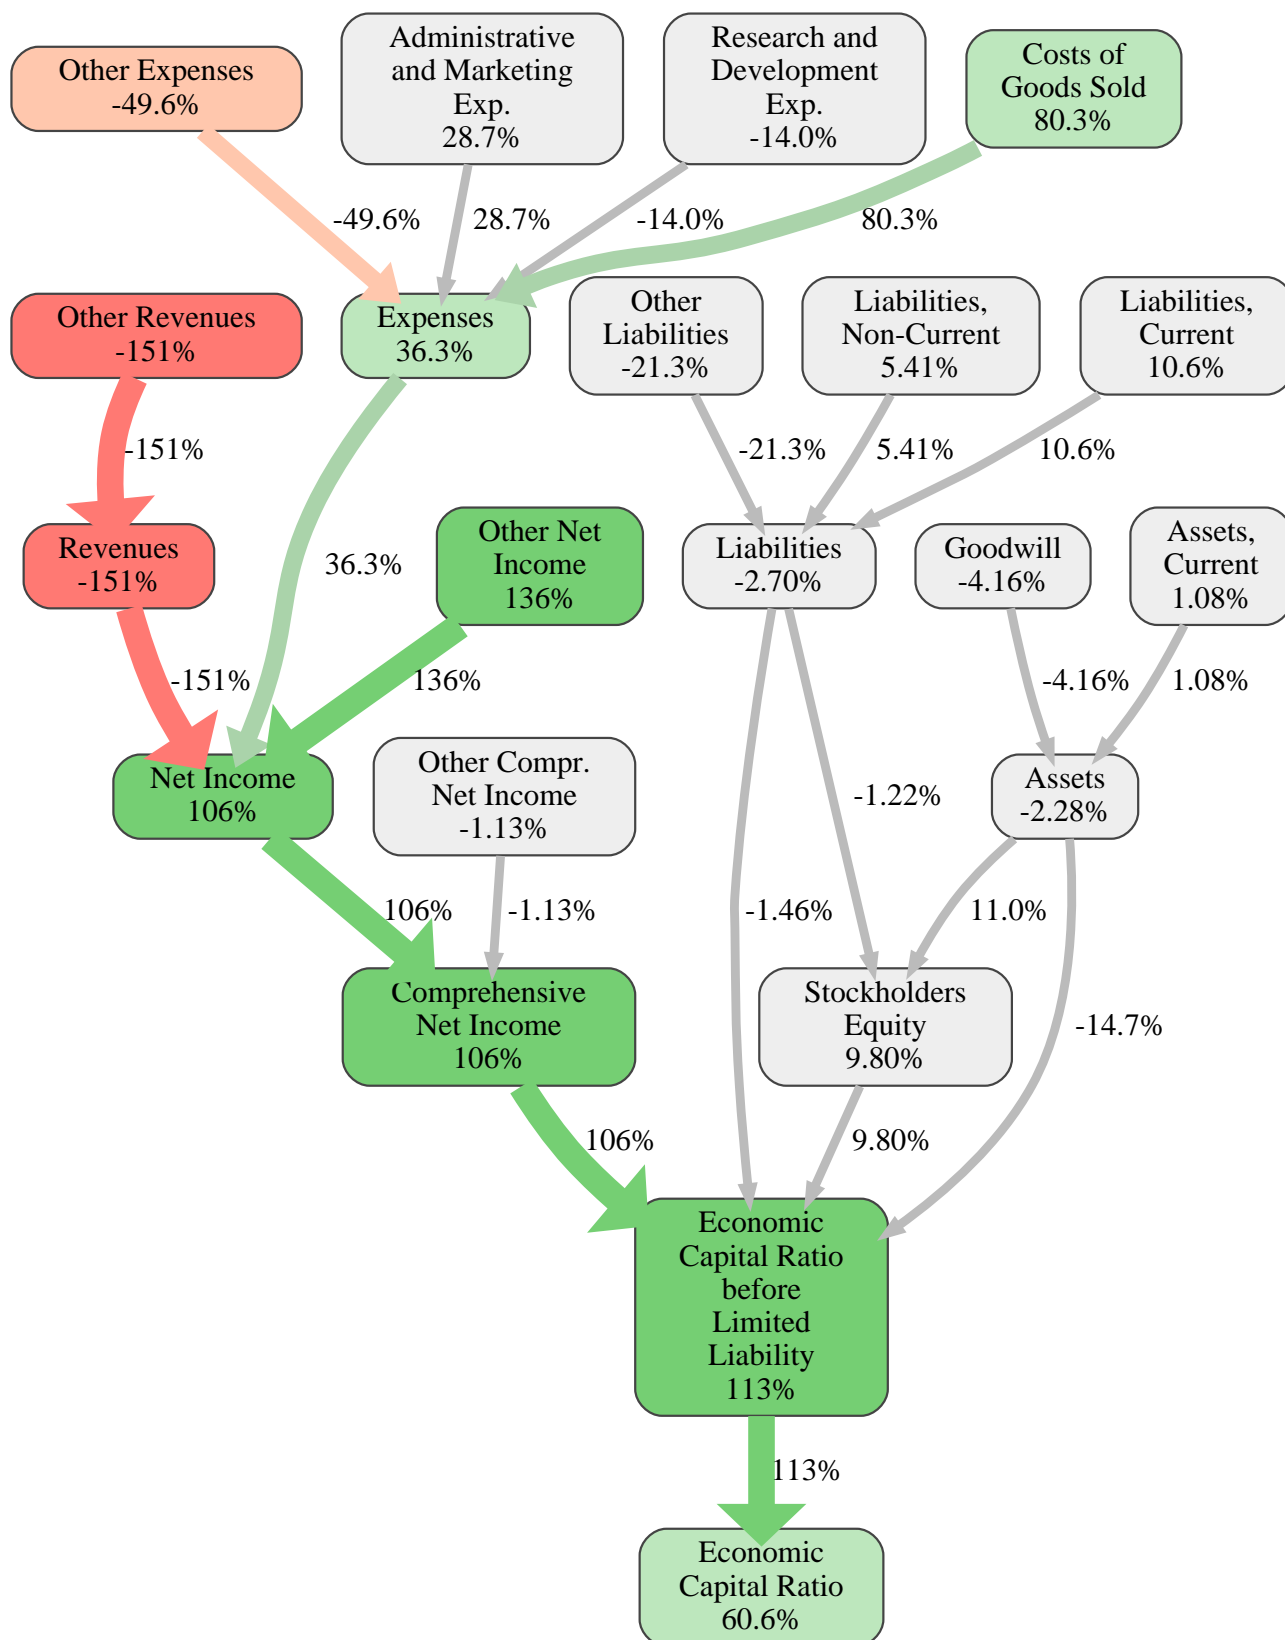 Other Expenses
-49.6%
Administrative
and Marketing
Exp.
28.7%
Research and
Development
Exp.
-14.0%
Costs of
Goods Sold
80.3%
-49.6%
28.7%
-14.0%
80.3%
Other Revenues
-151%
Expenses
36.3%
Other
Liabilities
-21.3%
Liabilities,
Non-Current
5.41%
Liabilities,
Current
10.6%
-151%
-21.3%
5.41%
10.6%
Revenues
-151%
36.3%
Other Net
Income
136%
Liabilities
-2.70%
Goodwill
-4.16%
Assets,
Current
1.08%
-151%
136%
-4.16%
1.08%
Net Income
106%
Other Compr.
Net Income
-1.13%
-1.22%
Assets
-2.28%
106%
-1.13%
-1.46%
11.0%
Comprehensive
Net Income
106%
Stockholders
Equity
9.80%
-14.7%
106%
9.80%
Economic
Capital Ratio
before
Limited
Liability
113%
113%
Economic
Capital Ratio
60.6%